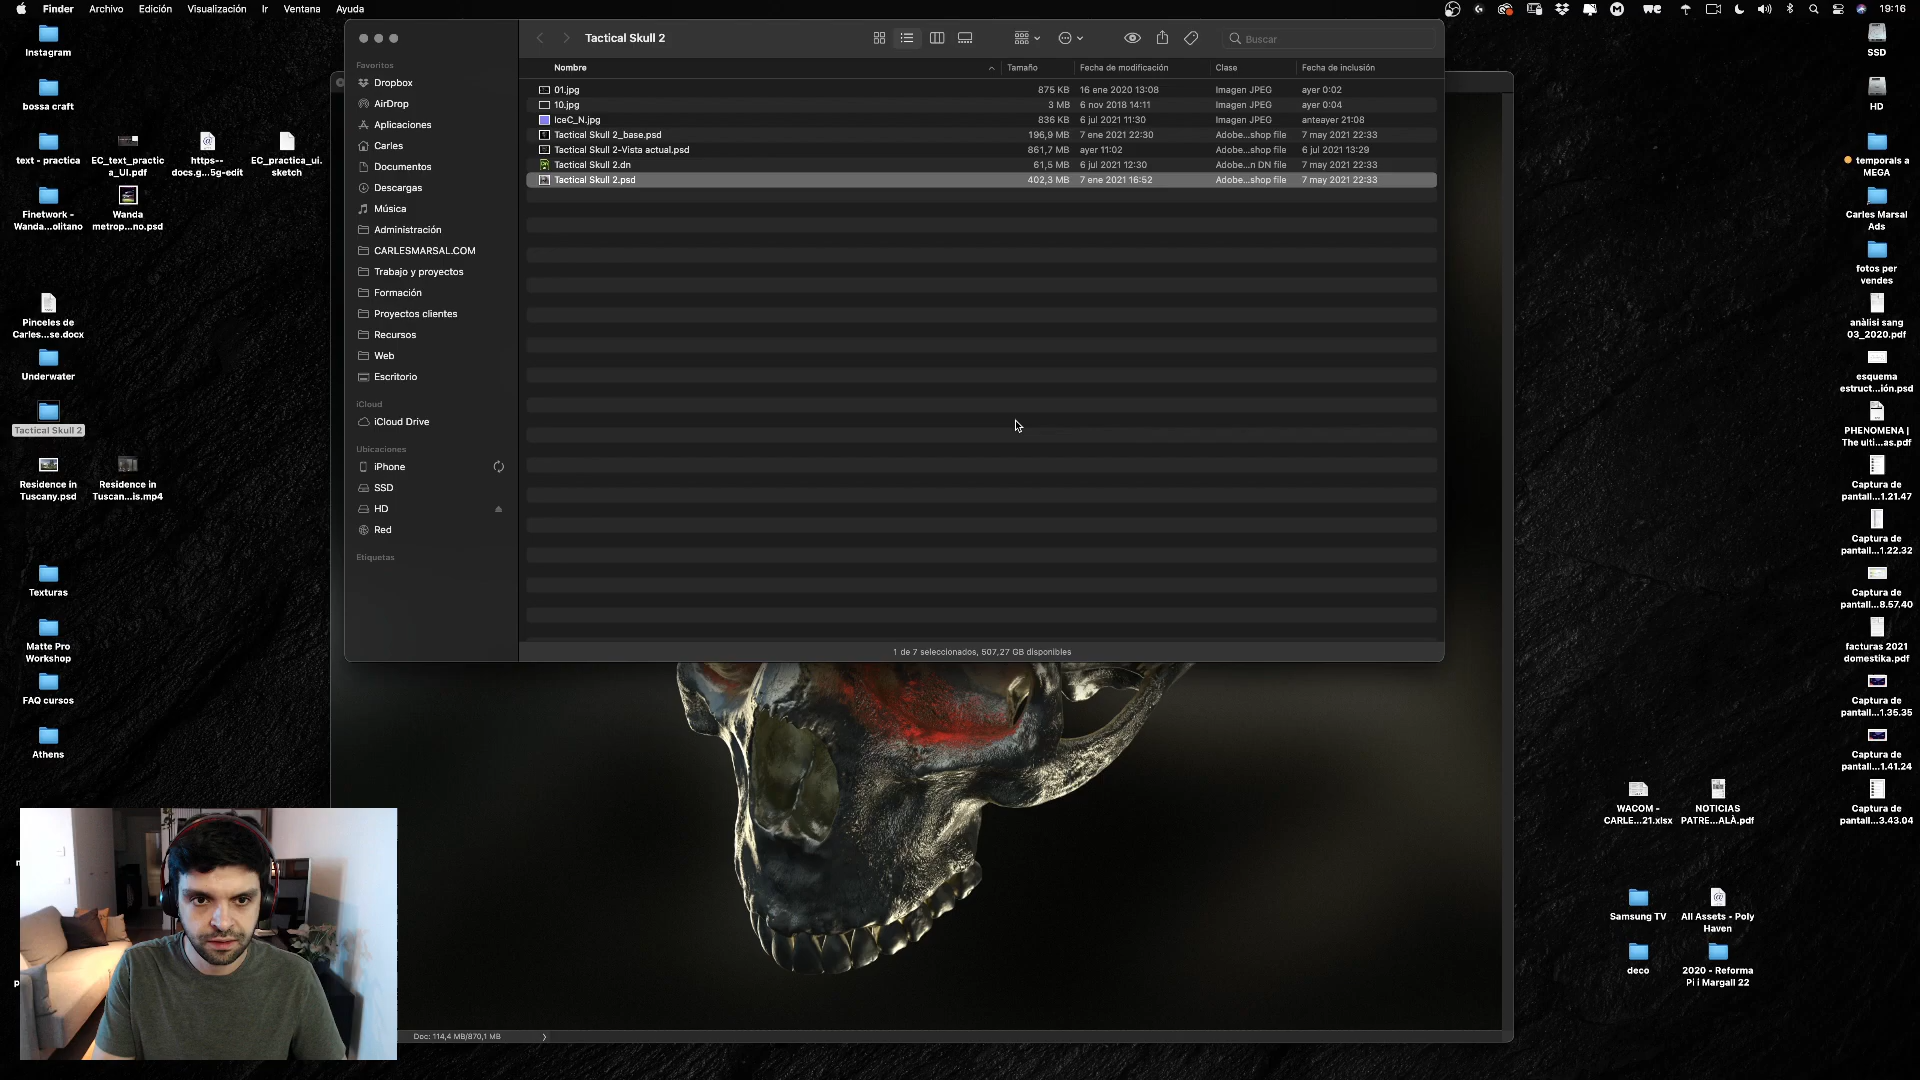 Finder Archivo Edición Visualización Ir Ventana Ayuda
19:16
Tactical Skull 2
Buscar
Favoritos
Dropbox
AirDrop
Aplicaciones
Carles
Documentos
Descargas
Música
Administración
CARLESMARSAL.COM
Trabajo y proyectos
Formación
Proyectos clientes
Recursos
Web
Escritorio
iCloud
iCloud Drive
Ubicaciones
iPhone
SSD
HD
Red
Etiquetas
Nombre Tamaño Fecha de modificación Clase Fecha de inclusión
01.jpg 875 KB 16 ene 2020 13:08 Imagen JPEG ayer 0:02
10.jpg 3 MB 6 nov 2018 14:11 Imagen JPEG ayer 0:04
IceC_N.jpg 836 KB 6 jul 2021 11:30 Imagen JPEG anteayer 21:08
Tactical Skull 2_base.psd 196,9 MB 7 ene 2021 22:30 Adobe...shop file 7 may 2021 22:33
Tactical Skull 2-Vista actual.psd 861,7 MB ayer 11:02 Adobe...shop file 6 jul 2021 13:29
Tactical Skull 2.dn 61,5 MB 6 jul 2021 12:30 Adobe...n DN file 7 may 2021 22:33
Tactical Skull 2.psd 402,3 MB 7 ene 2021 16:52 Adobe...shop file 7 may 2021 22:33
1 de 7 seleccionados, 507,27 GB disponibles
Instagram
bossa craft
text - practica
EC_text_practic
a_UI.pdf
https--
docs.g...5g-edit
EC_practica_ui.
sketch
Finetwork -
Wanda...olitano
Wanda
metrop...no.psd
Pinceles de
Carles...se.docx
Underwater
Tactical Skull 2
Residence in
Tuscany.psd
Residence in
Tuscan...is.mp4
Texturas
Matte Pro
Workshop
FAQ cursos
Athens
SSD
HD
temporals a
MEGA
Carles Marsal
Ads
fotos per
vendes
anàlisi sang
03_2020.pdf
esquema
estruct...ión.psd
PHENOMENA |
The ulti...as.pdf
Captura de
pantall...1.21.47
Captura de
pantall...1.22.32
Captura de
pantall...8.57.40
facturas 2021
domestika.pdf
Captura de
pantall...1.35.35
Captura de
pantall...1.41.24
Captura de
pantall...3.43.04
WACOM -
CARLE...21.xlsx
NOTICIAS
PATRE...ALÀ.pdf
Samsung TV
All Assets - Poly
Haven
deco
2020 - Reforma
Pi i Margall 22
Doc: 114,4 MB/870,1 MB